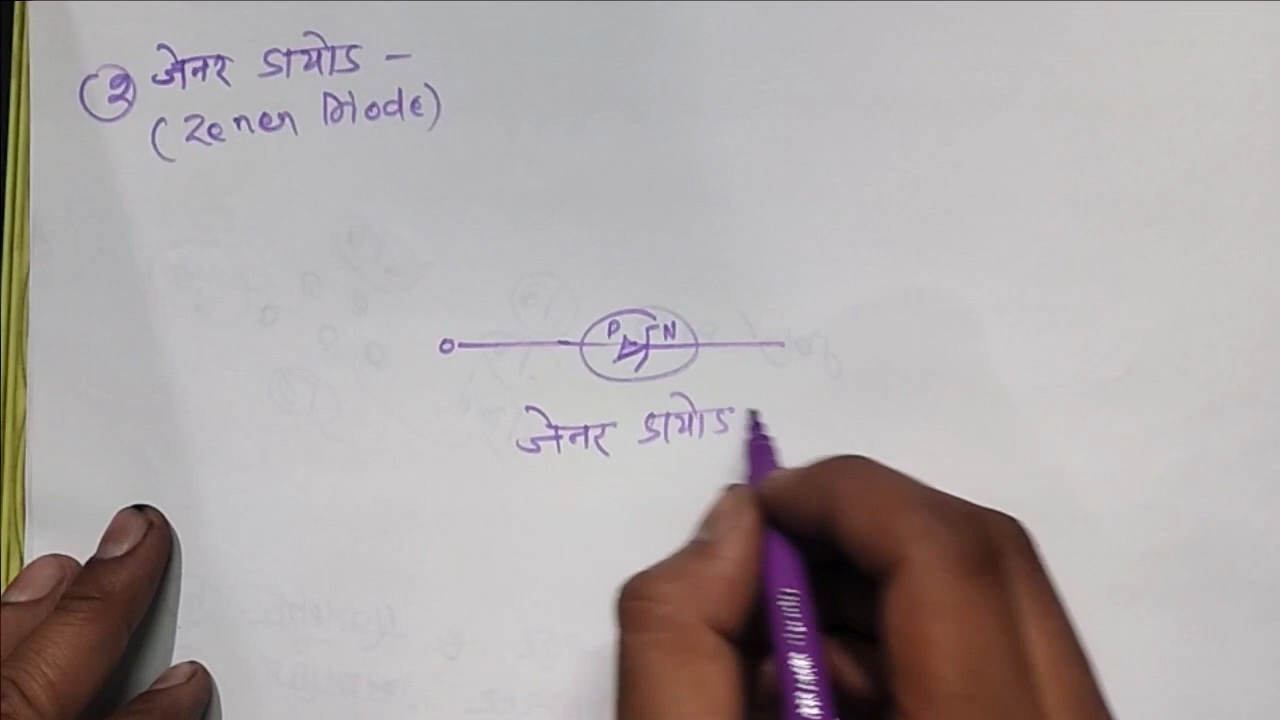 (2) जेनर डायोड -
(Zener Diode)
P N
जेनर डायोड